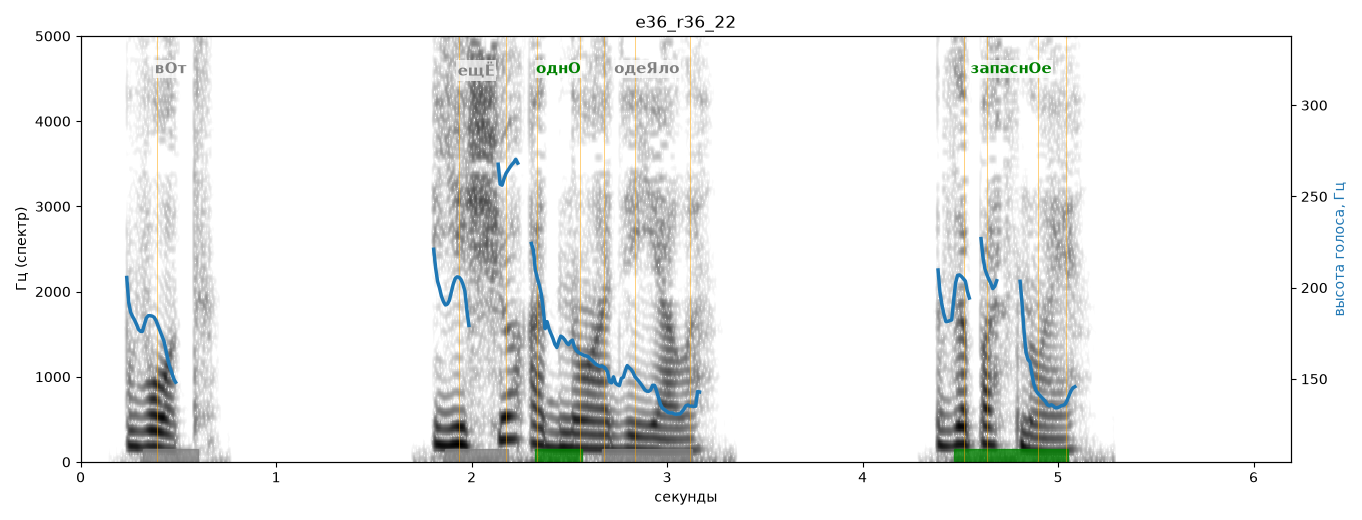 e36_r36_22
5000
4000
3000
2000
1000
0
Гц (спектр)
вОт
ещЁ
однО
одеЯло
запаснОе
300
250
200
150
высота голоса, Гц
0
1
2
3
4
5
6
секунды